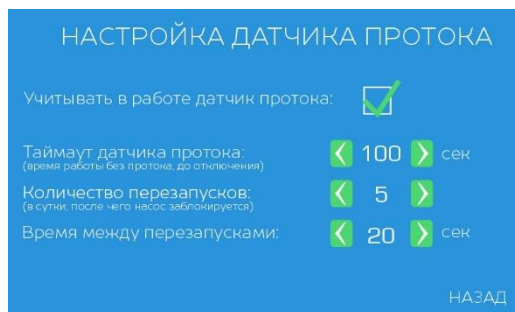 НАСТРОЙКА ДАТЧИКА ПРОТОКА
Учитывать в работе датчик протока:
Таймаут датчика протока: 100 сек
(время работы без протока, до отключения)
Количество перезапусков: 5
(в сутки, после чего насос заблокируется)
Время между перезапусками: 20 сек
НАЗАД